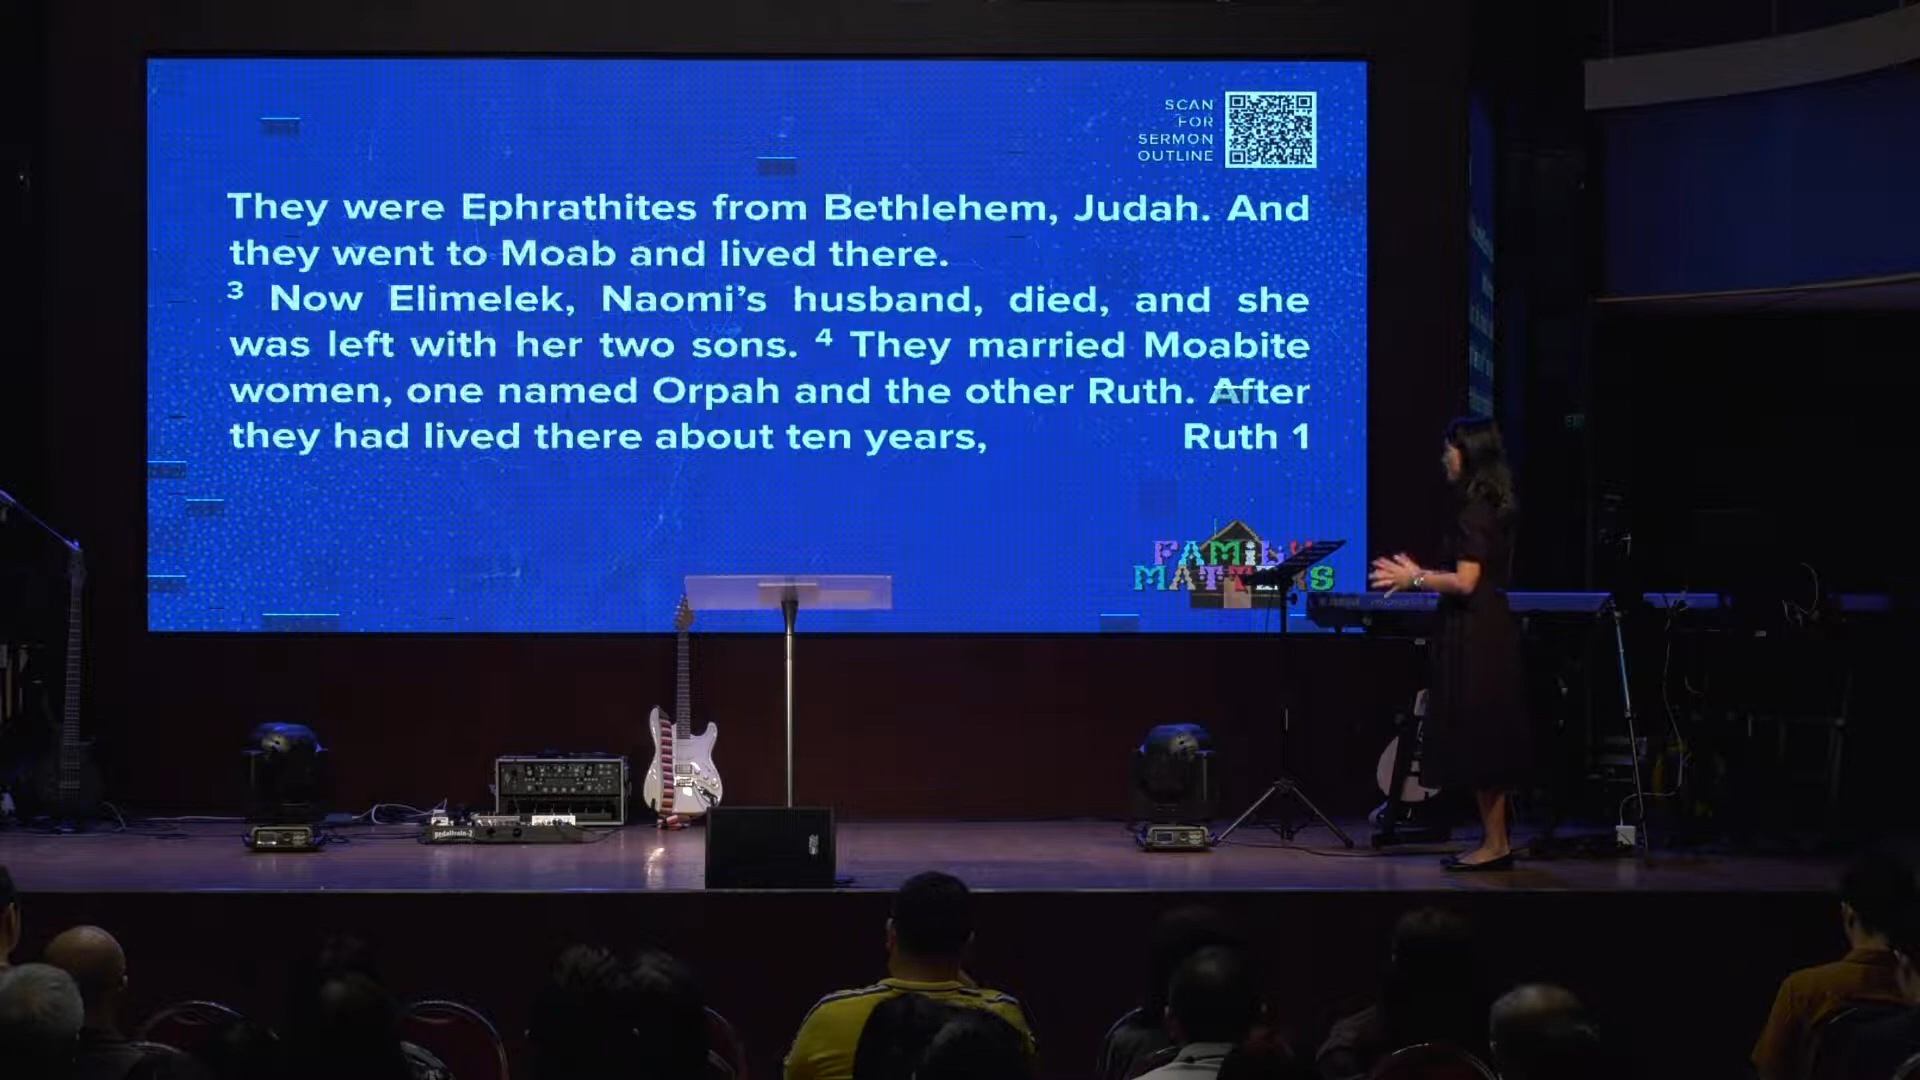 SCAN
FOR
SERMON
OUTLINE
They were Ephrathites from Bethlehem, Judah. And
they went to Moab and lived there.
³ Now Elimelek, Naomi’s husband, died, and she
was left with her two sons. ⁴ They married Moabite
women, one named Orpah and the other Ruth. After
they had lived there about ten years,
Ruth 1
FAMILY
MATTERS
pedaltrain-2